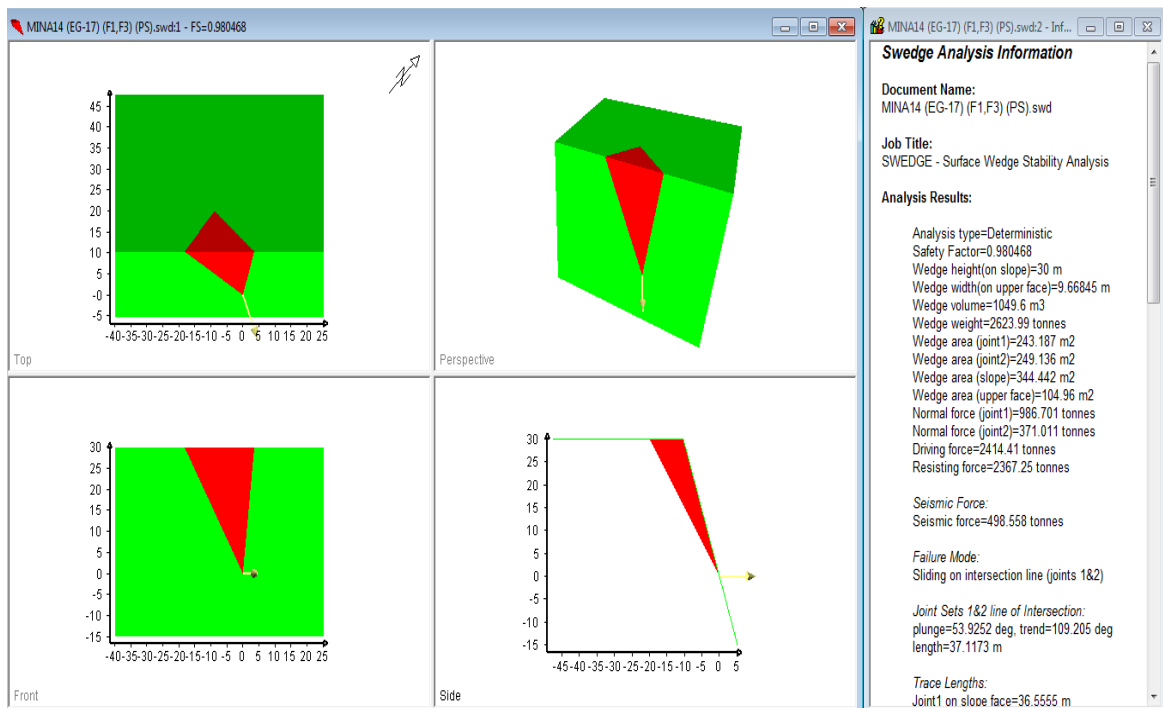 MINA14 (EG-17) (F1,F3) (PS).swd:1 - FS=0.980468
N
45
40
35
30
25
20
15
10
5
-0
-5
-40-35-30-25-20-15-10 -5 0 5 10 15 20 25
Top
Perspective
30
25
20
15
10
5
0
-5
-10
-15
-40-35-30-25-20-15-10 -5 0 5 10 15 20 25
Front
30
25
20
15
10
5
0
-5
-10
-15
-45-40-35-30-25-20-15-10 -5 0 5
Side
MINA14 (EG-17) (F1,F3) (PS).swd:2 - Inf...
Swedge Analysis Information
Document Name:
MINA14 (EG-17) (F1,F3) (PS).swd
Job Title:
SWEDGE - Surface Wedge Stability Analysis
Analysis Results:
Analysis type=Deterministic
Safety Factor=0.980468
Wedge height(on slope)=30 m
Wedge width(on upper face)=9.66845 m
Wedge volume=1049.6 m3
Wedge weight=2623.99 tonnes
Wedge area (joint1)=243.187 m2
Wedge area (joint2)=249.136 m2
Wedge area (slope)=344.442 m2
Wedge area (upper face)=104.96 m2
Normal force (joint1)=986.701 tonnes
Normal force (joint2)=371.011 tonnes
Driving force=2414.41 tonnes
Resisting force=2367.25 tonnes
Seismic Force:
Seismic force=498.558 tonnes
Failure Mode:
Sliding on intersection line (joints 1&2)
Joint Sets 1&2 line of Intersection:
plunge=53.9252 deg, trend=109.205 deg
length=37.1173 m
Trace Lengths:
Joint1 on slope face=36.5555 m